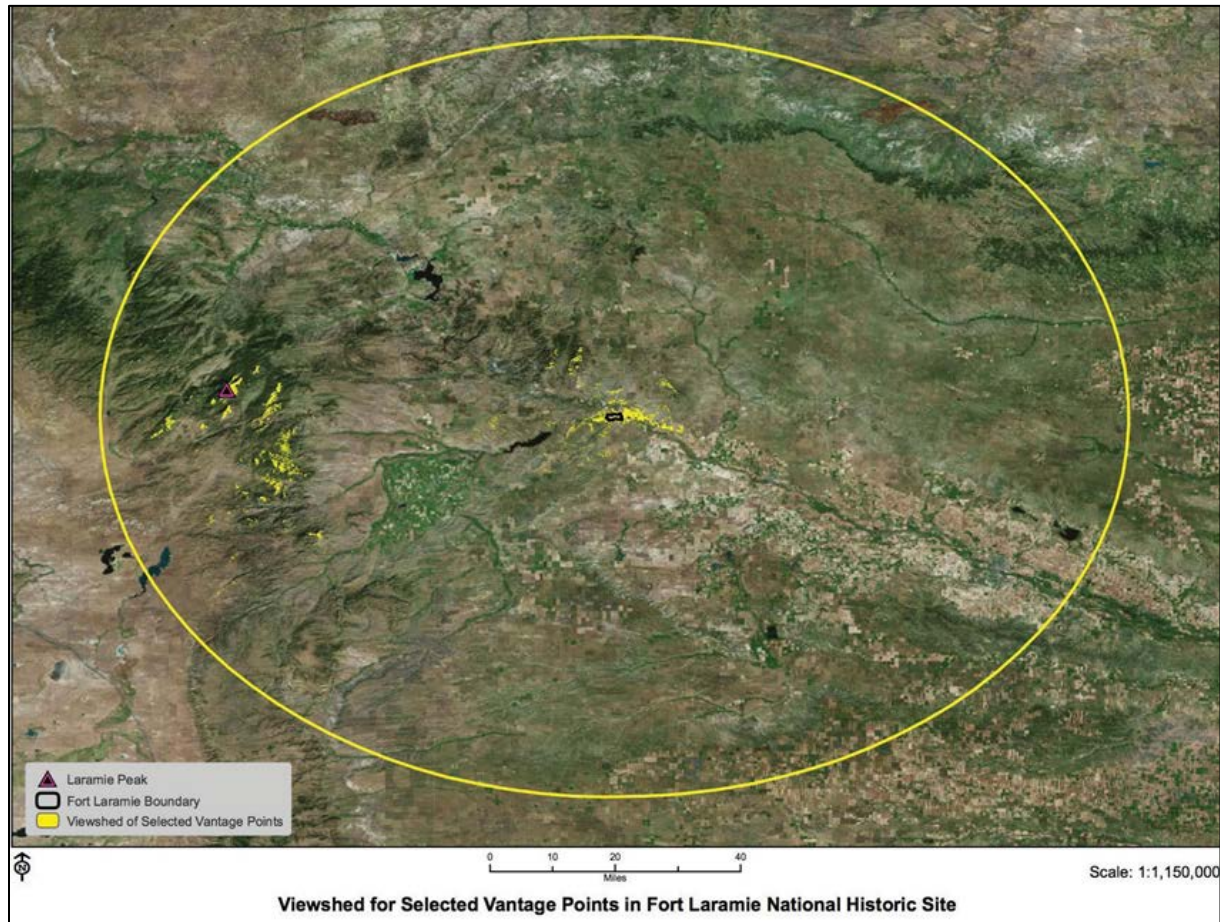 Laramie Peak
Fort Laramie Boundary
Viewshed of Selected Vantage Points
N
0 10 20 40
Miles
Scale: 1:1,150,000
Viewshed for Selected Vantage Points in Fort Laramie National Historic Site